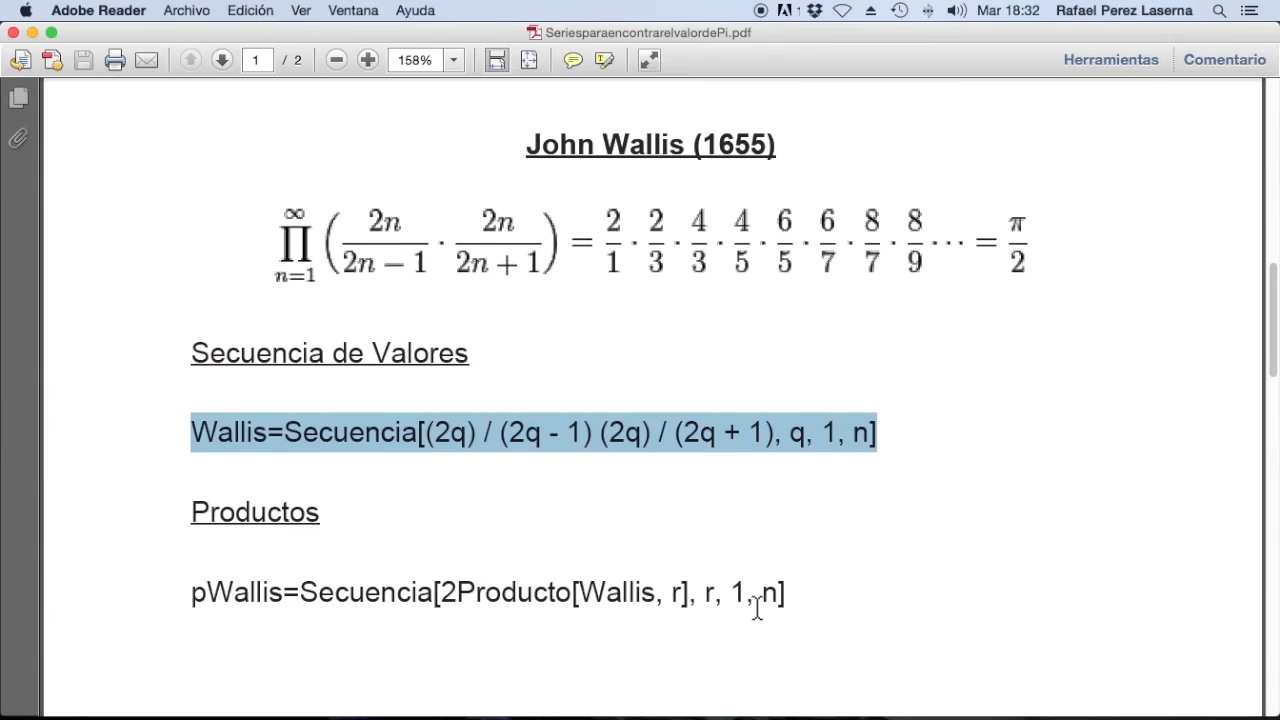 Adobe Reader Archivo Edición Ver Ventana Ayuda 1 Mar 18:32 Rafael Perez Laserna
SeriesparaencontrarelvalordePi.pdf
1 / 2 158% Herramientas Comentario
John Wallis (1655)
∏_{n=1}^{∞} (2n/(2n − 1) · 2n/(2n + 1)) = 2/1 · 2/3 · 4/3 · 4/5 · 6/5 · 6/7 · 8/7 · 8/9 ··· = π/2
Secuencia de Valores
Wallis=Secuencia[(2q) / (2q - 1) (2q) / (2q + 1), q, 1, n]
Productos
pWallis=Secuencia[2Producto[Wallis, r], r, 1, n]